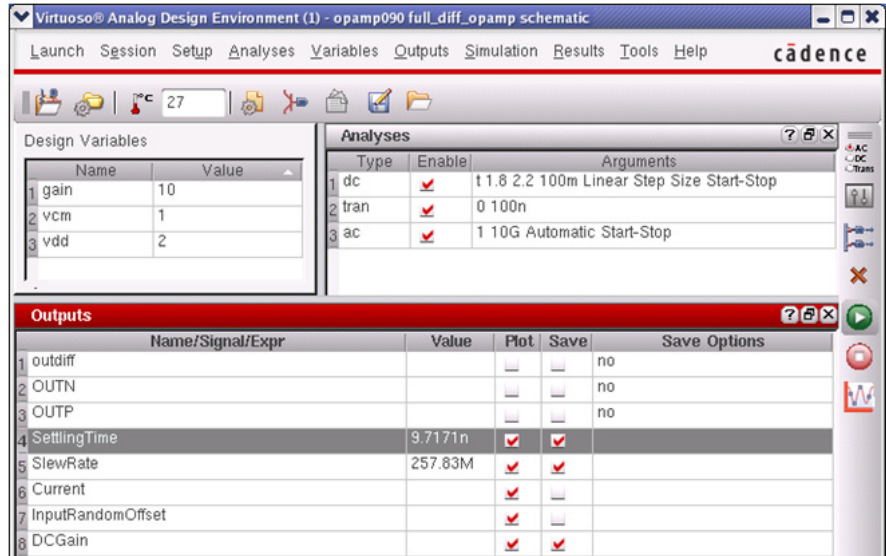 Virtuoso® Analog Design Environment (1) - opamp090 full_diff_opamp schematic
Launch Session Setup Analyses Variables Outputs Simulation Results Tools Help cādence
°C 27
Design Variables
Name Value
1 gain 10
2 vcm 1
3 vdd 2
Analyses
Type Enable Arguments
1 dc t 1.8 2.2 100m Linear Step Size Start-Stop
2 tran 0 100n
3 ac 1 10G Automatic Start-Stop
AC
DC
Trans
Outputs
Name/Signal/Expr Value Plot Save Save Options
1 outdiff no
2 OUTN no
3 OUTP no
4 SettlingTime 9.7171n
5 SlewRate 257.83M
6 Current
7 InputRandomOffset
8 DCGain